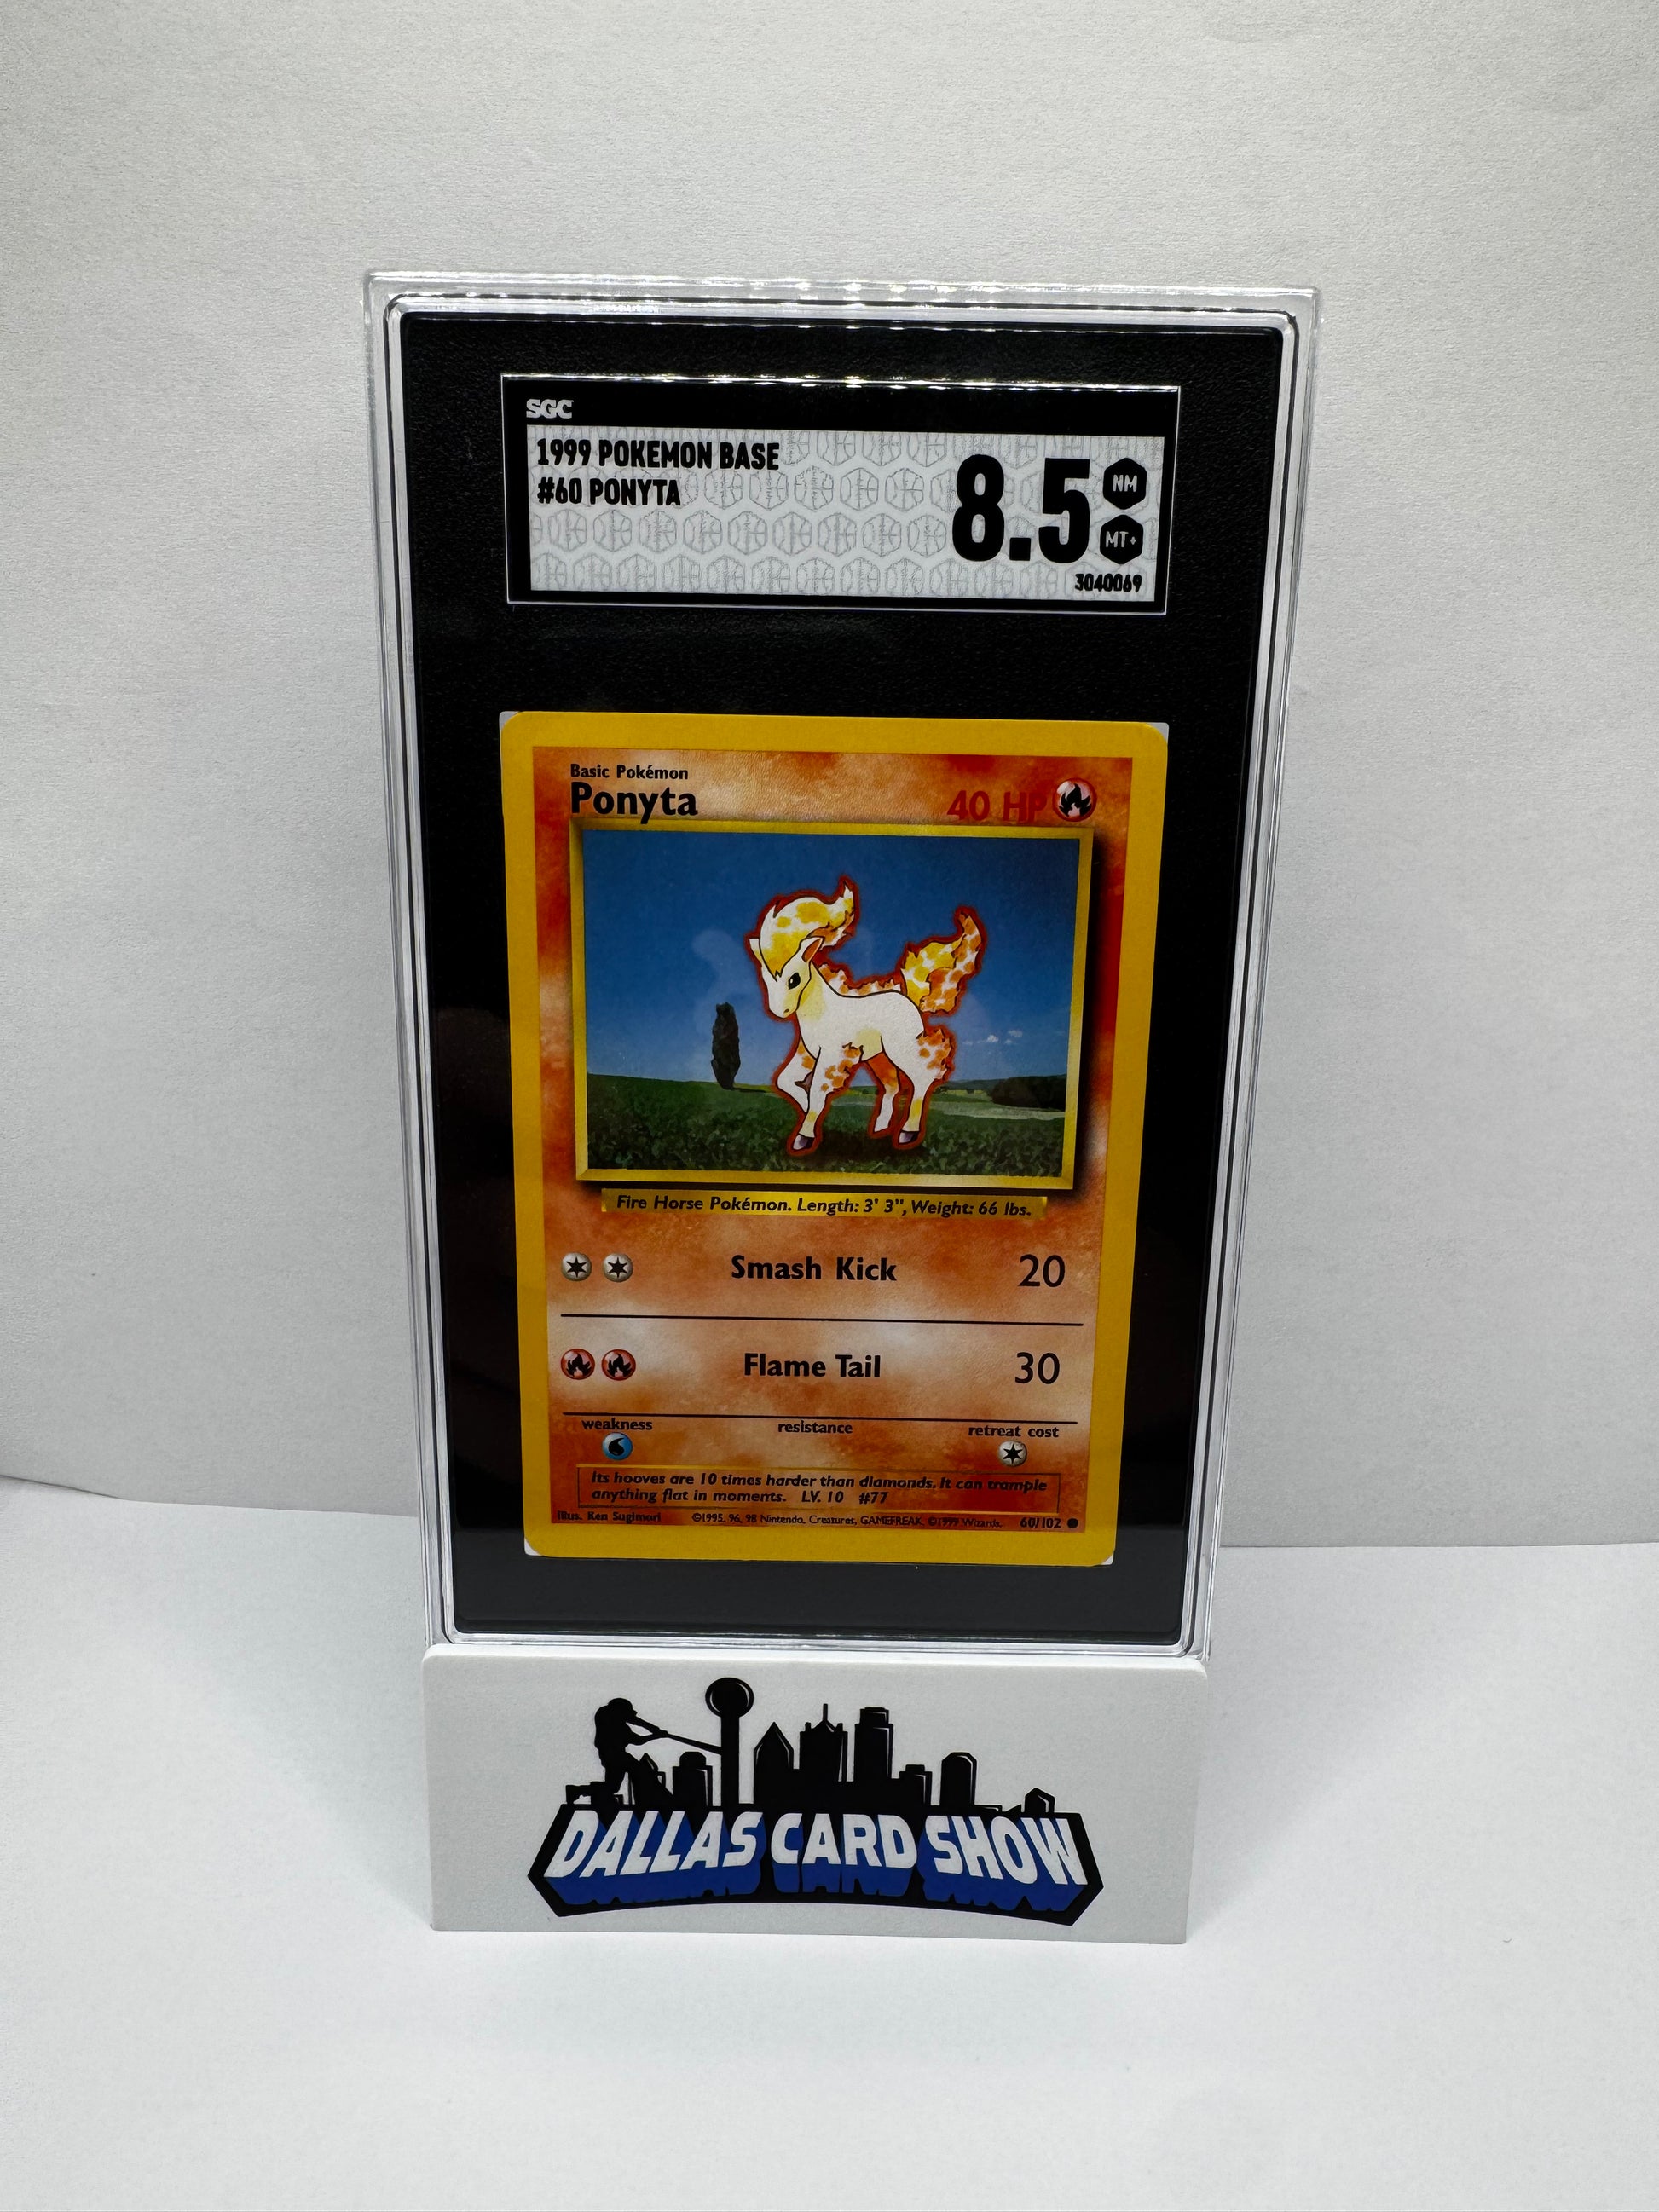 SGC
1999 POKEMON BASE
#60 PONYTA
8.5
NM
MT+
3040069
Basic Pokémon
Ponyta
40 HP
Fire Horse Pokémon. Length: 3' 3", Weight: 66 lbs.
Smash Kick 20
Flame Tail 30
weakness resistance retreat cost
Its hooves are 10 times harder than diamonds. It can trample
anything flat in moments. LV. 10 #77
Illus. Ken Sugimori ©1995, 96, 98 Nintendo, Creatures, GAMEFREAK. ©1999 Wizards. 60/102
DALLAS CARD SHOW